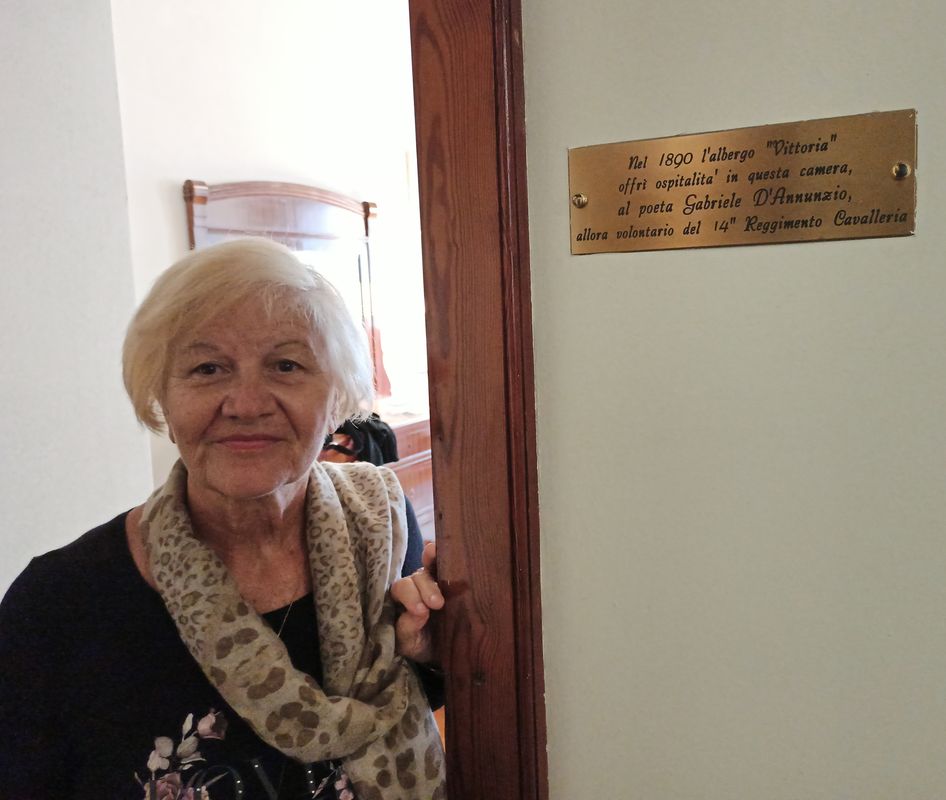 Nel 1890 l'albergo "Vittoria"
offrì ospitalita' in questa camera,
al poeta Gabriele D'Annunzio,
allora volontario del 14" Reggimento Cavalleria